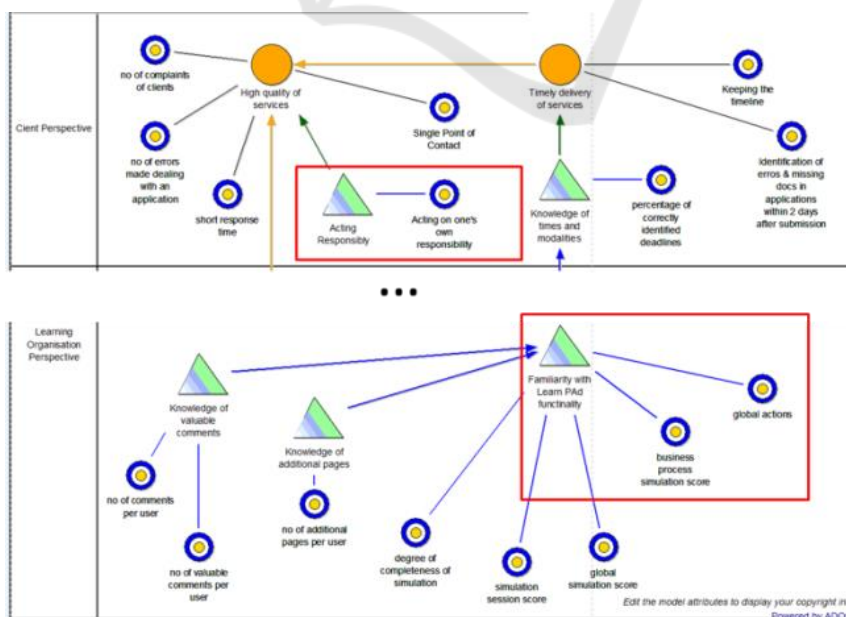 no of complaints
of clients
High quality of
services
Timely delivery
of services
Keeping the
timeline
Cient Perspective
no of errors
made dealing
with an
application
short response
time
Single Point of
Contact
Acting
Responsibly
Acting on one's
own
responsibility
Knowledge of
times and
modalities
percentage of
correctly
identified
deadlines
Identification of
erros & missing
docs in
applications
within 2 days
after submission
...
Learning
Organisation
Perspective
Knowledge of
valuable
comments
Knowledge of
additional pages
Familiarity with
Learn PAd
functinality
global actions
business
process
simulation score
no of comments
per user
no of valuable
comments per
user
no of additional
pages per user
degree of
completeness of
simulation
simulation
session score
global
simulation score
Edit the model attributes to display your copyright in
Powered by ADO